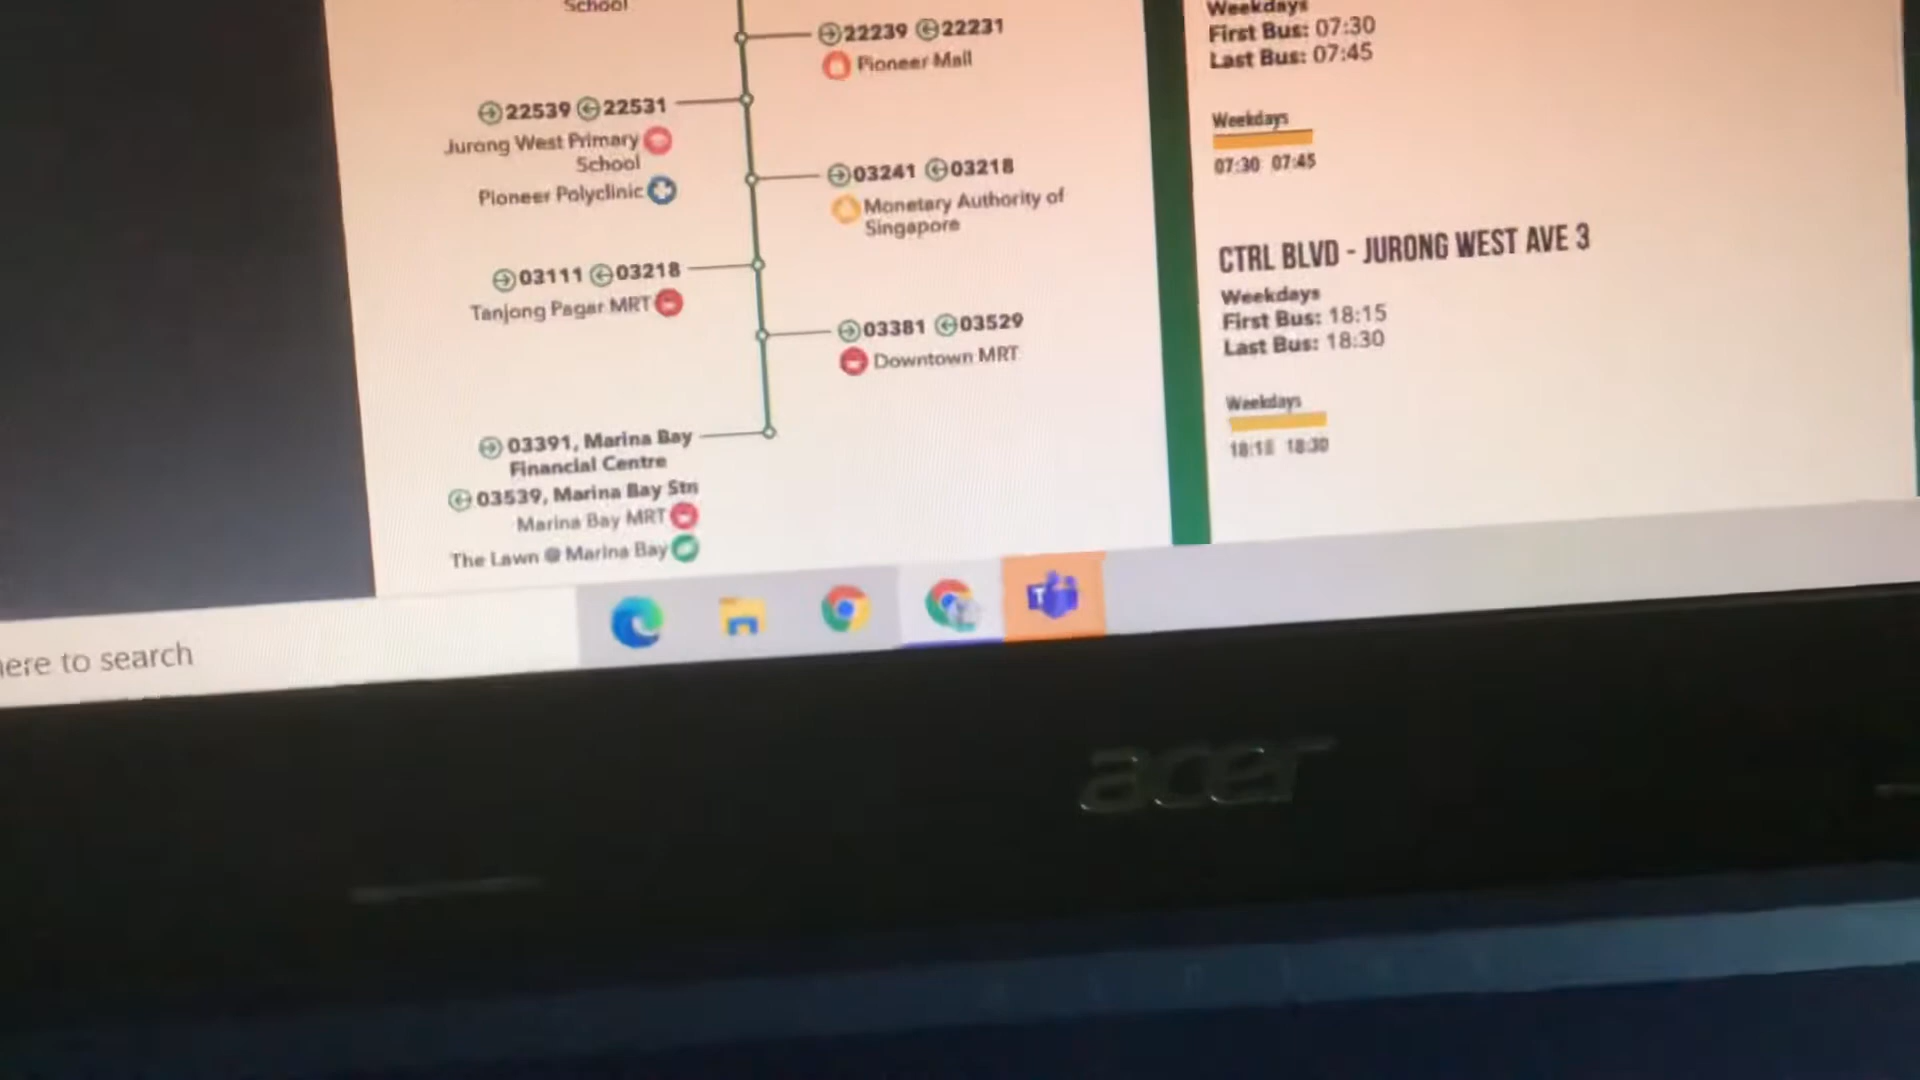 School
22239 22231
Pioneer Mall
22539 22531
Jurong West Primary
School
Pioneer Polyclinic
03241 03218
Monetary Authority of
Singapore
03111 03218
Tanjong Pagar MRT
03381 03529
Downtown MRT
03391, Marina Bay
Financial Centre
03539, Marina Bay Stn
Marina Bay MRT
The Lawn @ Marina Bay
Weekdays
First Bus: 07:30
Last Bus: 07:45
Weekdays
07:30 07:45
CTRL BLVD - JURONG WEST AVE 3
Weekdays
First Bus: 18:15
Last Bus: 18:30
Weekdays
18:30
here to search
T
acer